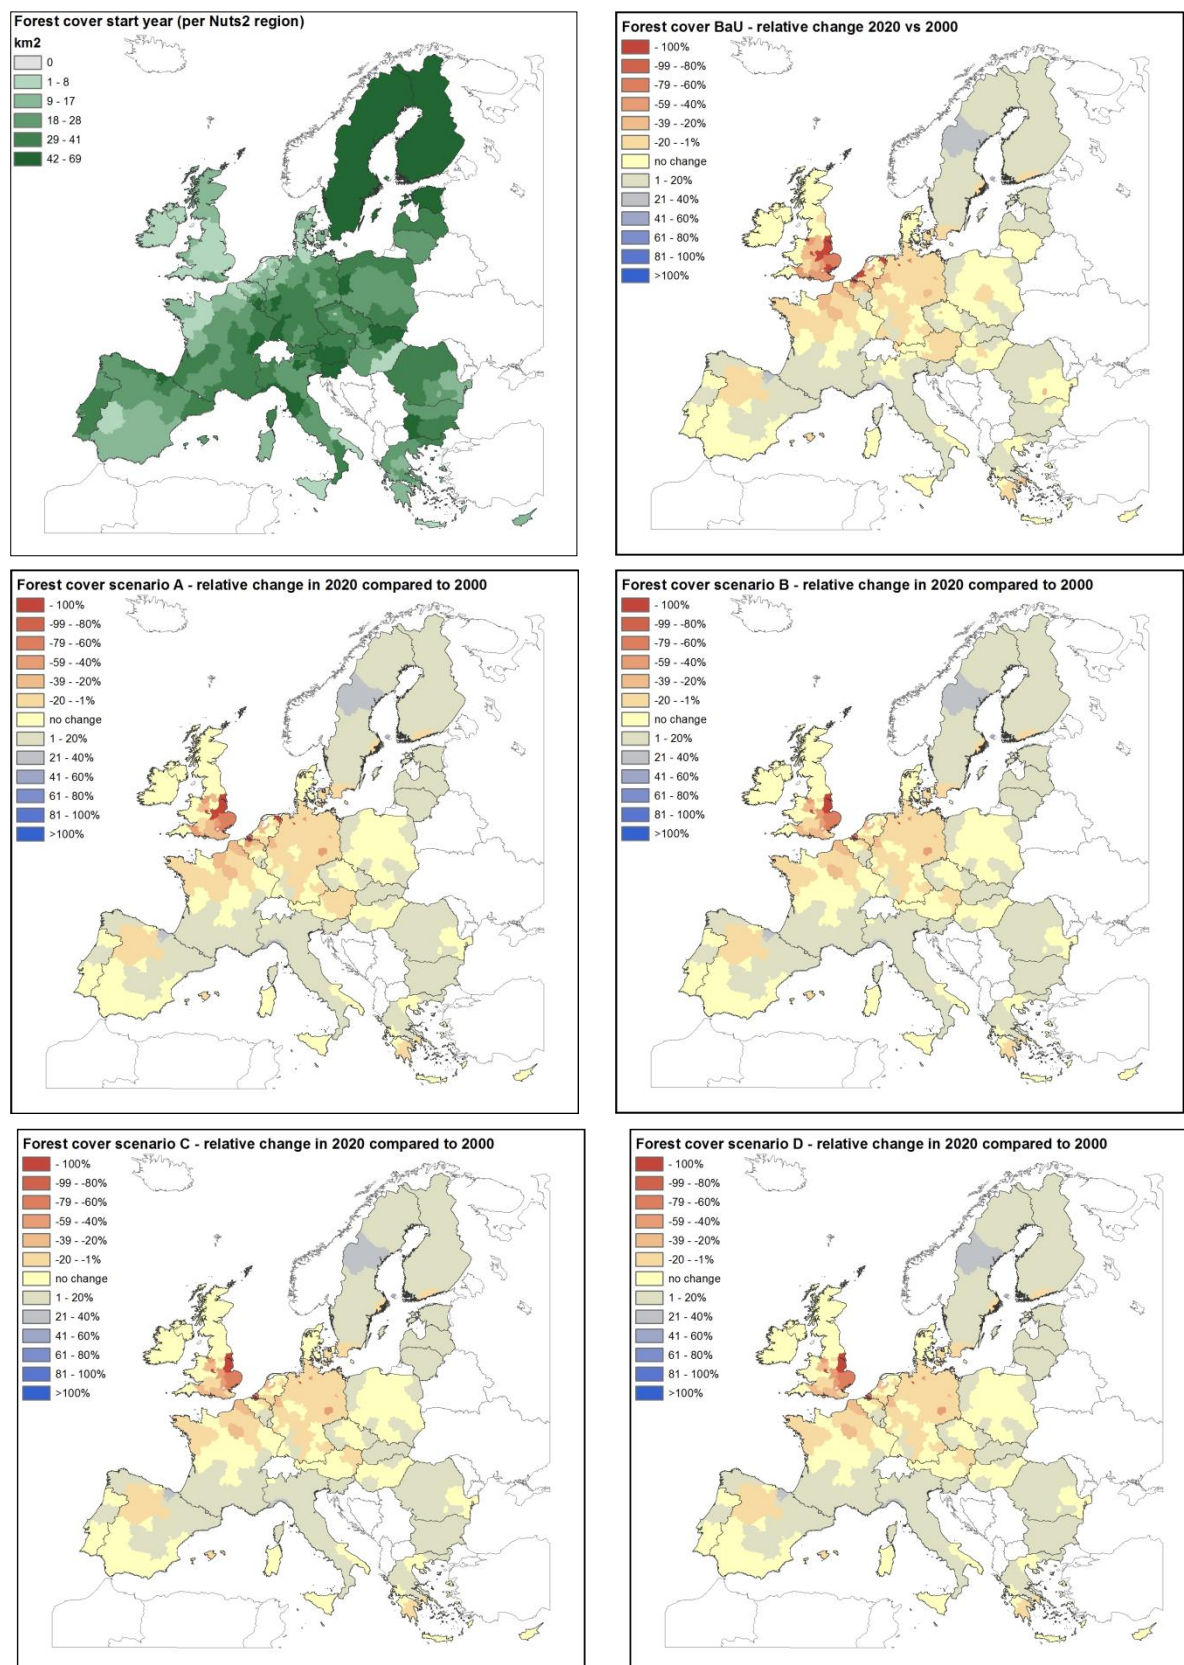 Forest cover start year (per Nuts2 region)
km2
0
1 - 8
9 - 17
18 - 28
29 - 41
42 - 69
Forest cover BaU - relative change 2020 vs 2000
- 100%
-99 - -80%
-79 - -60%
-59 - -40%
-39 - -20%
-20 - -1%
no change
1 - 20%
21 - 40%
41 - 60%
61 - 80%
81 - 100%
>100%
Forest cover scenario A - relative change in 2020 compared to 2000
- 100%
-99 - -80%
-79 - -60%
-59 - -40%
-39 - -20%
-20 - -1%
no change
1 - 20%
21 - 40%
41 - 60%
61 - 80%
81 - 100%
>100%
Forest cover scenario B - relative change in 2020 compared to 2000
- 100%
-99 - -80%
-79 - -60%
-59 - -40%
-39 - -20%
-20 - -1%
no change
1 - 20%
21 - 40%
41 - 60%
61 - 80%
81 - 100%
>100%
Forest cover scenario C - relative change in 2020 compared to 2000
- 100%
-99 - -80%
-79 - -60%
-59 - -40%
-39 - -20%
-20 - -1%
no change
1 - 20%
21 - 40%
41 - 60%
61 - 80%
81 - 100%
>100%
Forest cover scenario D - relative change in 2020 compared to 2000
- 100%
-99 - -80%
-79 - -60%
-59 - -40%
-39 - -20%
-20 - -1%
no change
1 - 20%
21 - 40%
41 - 60%
61 - 80%
81 - 100%
>100%